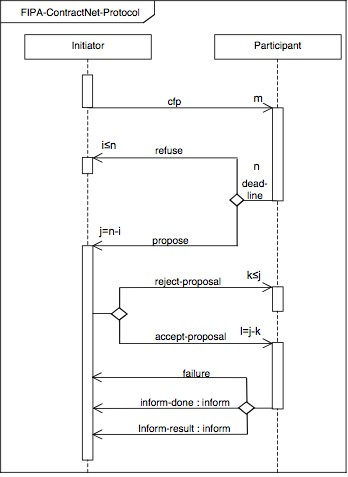 FIPA-ContractNet-Protocol
Initiator
Participant
cfp
m
i≤n
refuse
n
dead-
line
j=n-i
propose
reject-proposal
k≤j
accept-proposal
l=j-k
failure
inform-done : inform
Inform-result : inform